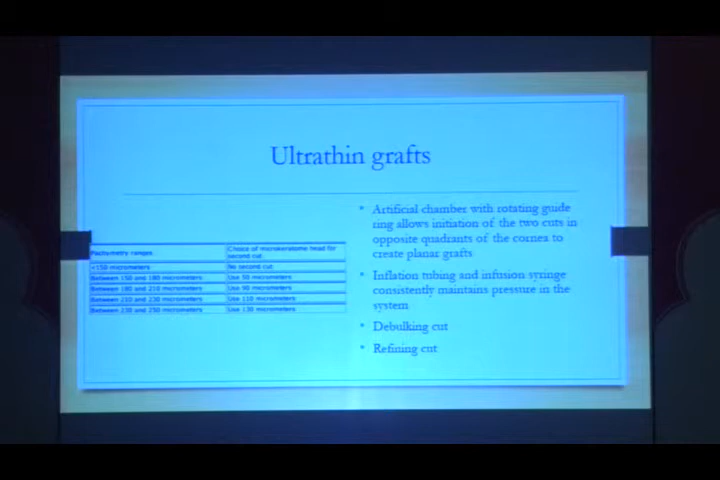 Ultrathin grafts
Pachymetry ranges
Choice of microkeratome head for
second cut
<150 micrometers
No second cut
Between 150 and 180 micrometers
Use 50 micrometers
Between 180 and 210 micrometers
Use 90 micrometers
Between 210 and 230 micrometers
Use 110 micrometers
Between 230 and 250 micrometers
Use 130 micrometers
• Artificial chamber with rotating guide
ring allows initiation of the two cuts in
opposite quadrants of the cornea to
create planar grafts
• Inflation tubing and infusion syringe
consistently maintains pressure in the
system
• Debulking cut
• Refining cut